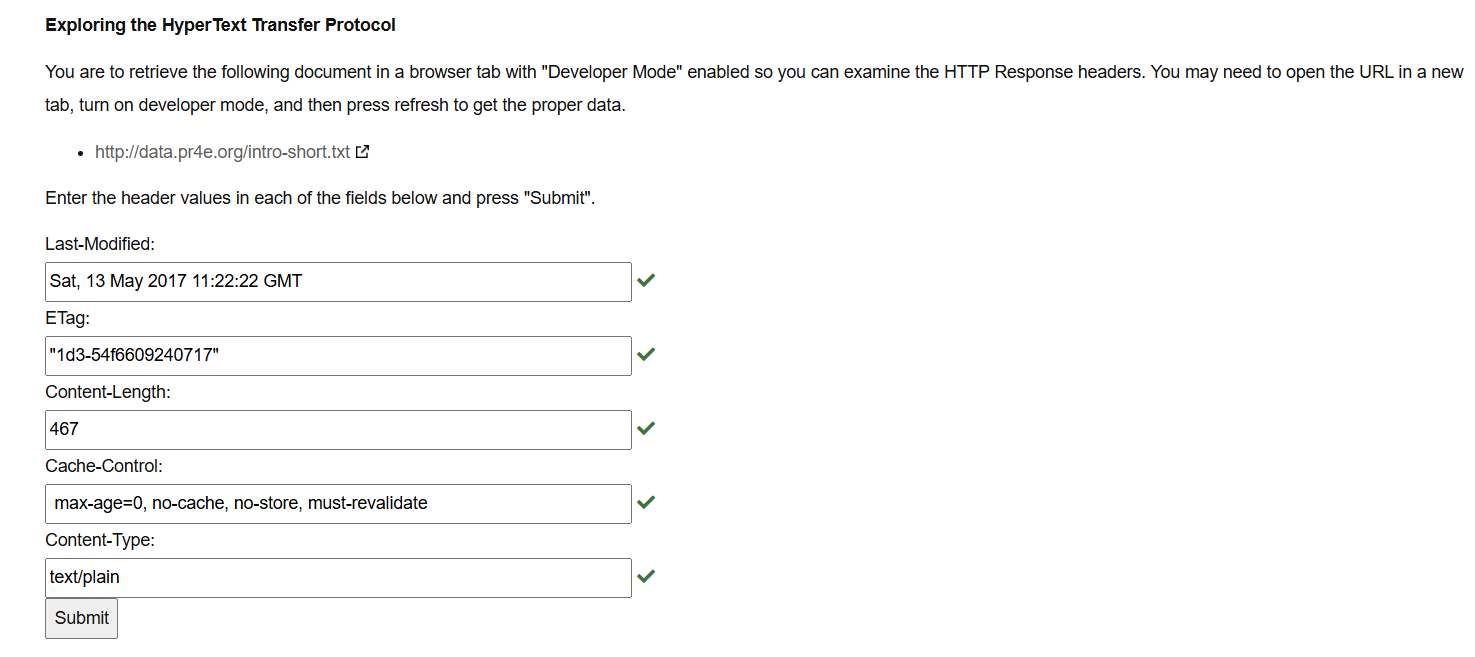 Exploring the HyperText Transfer Protocol
You are to retrieve the following document in a browser tab with "Developer Mode" enabled so you can examine the HTTP Response headers. You may need to open the URL in a new
tab, turn on developer mode, and then press refresh to get the proper data.
• http://data.pr4e.org/intro-short.txt
Enter the header values in each of the fields below and press "Submit".
Last-Modified:
Sat, 13 May 2017 11:22:22 GMT
ETag:
"1d3-54f6609240717"
Content-Length:
467
Cache-Control:
max-age=0, no-cache, no-store, must-revalidate
Content-Type:
text/plain
Submit